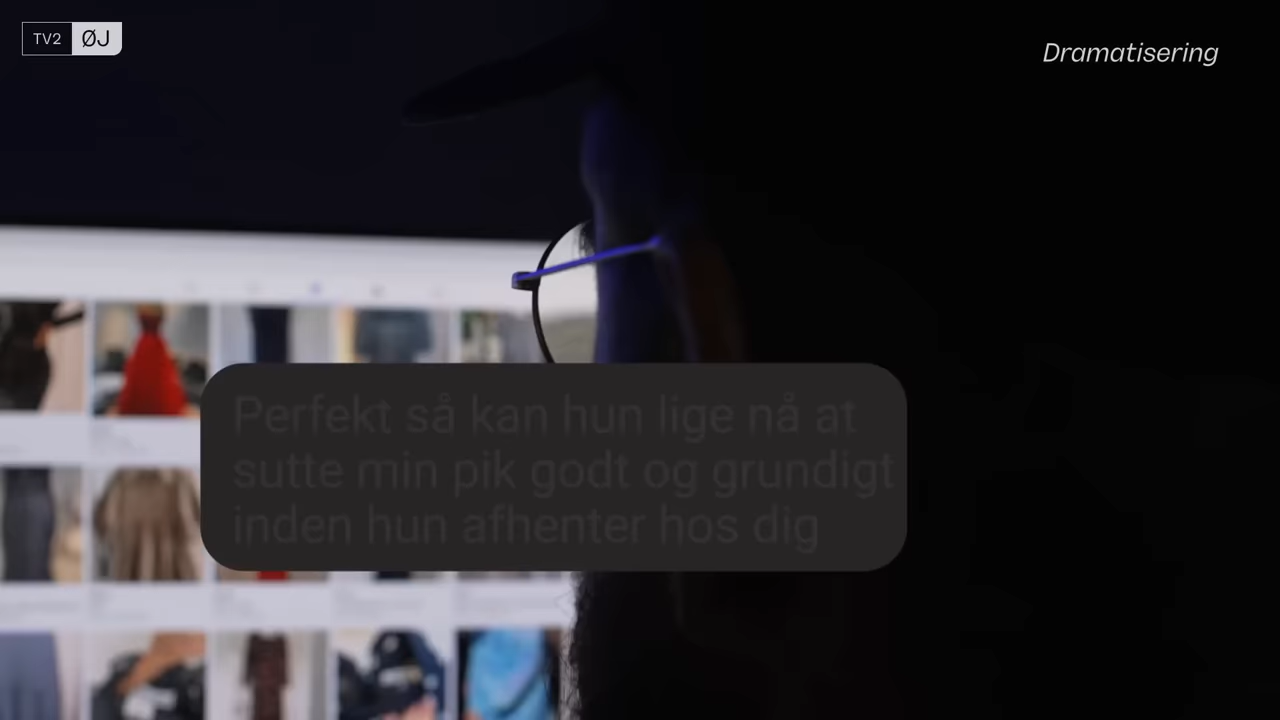 TV2 ØJ
Dramatisering
Perfekt så kan hun lige nå at
sutte min pik godt og grundigt
inden hun afhenter hos dig